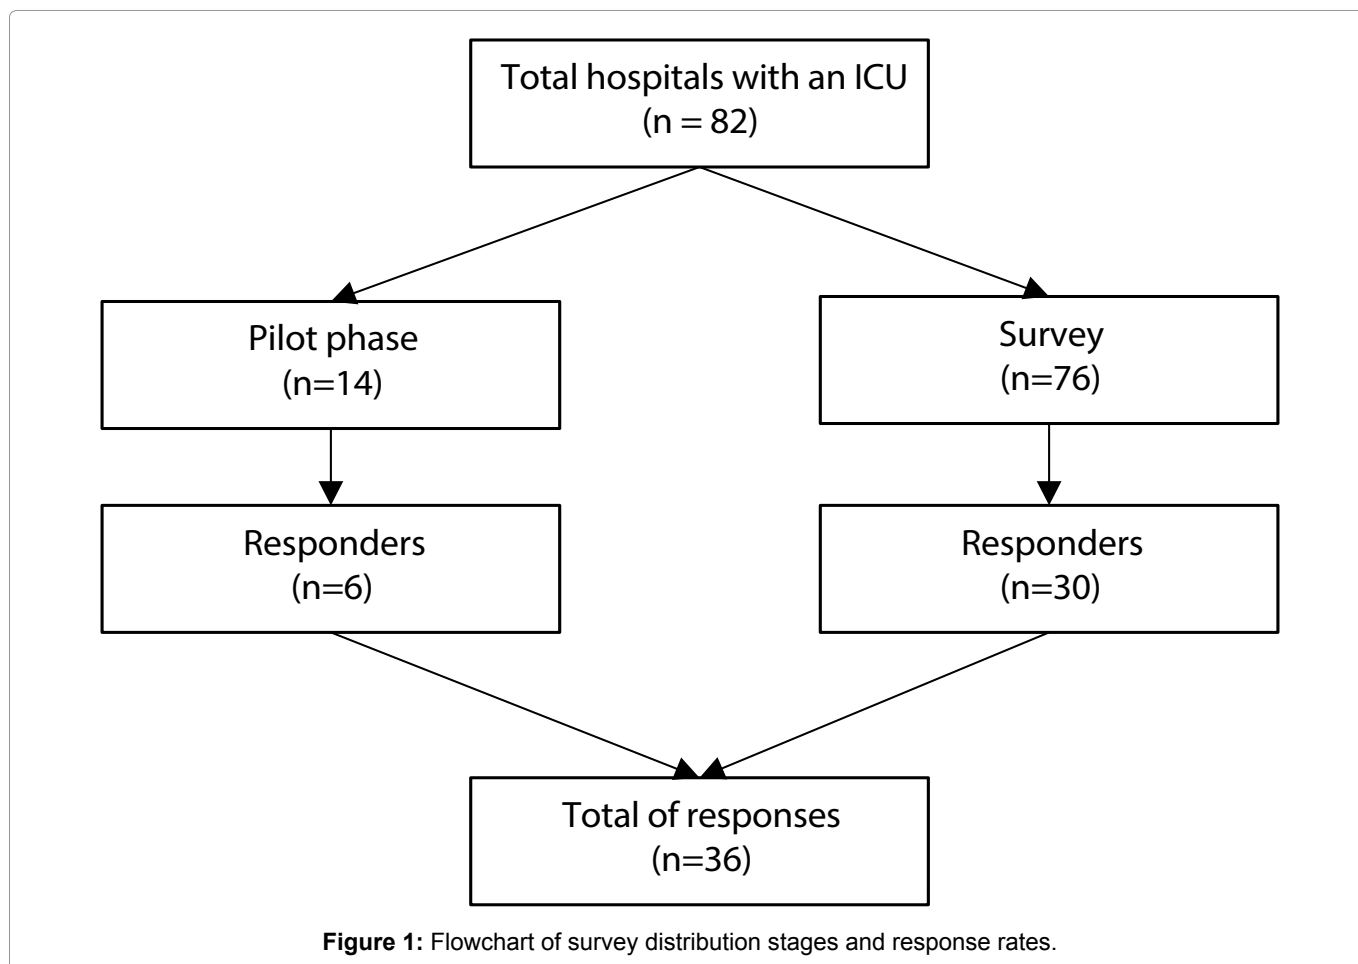 Total hospitals with an ICU
(n = 82)
Pilot phase
(n=14)
Survey
(n=76)
Responders
(n=6)
Responders
(n=30)
Total of responses
(n=36)
Figure 1: Flowchart of survey distribution stages and response rates.